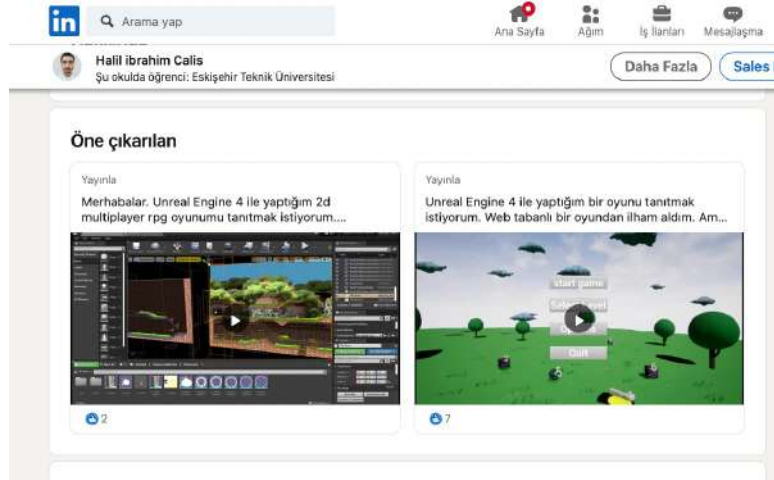 in
Arama yap
Ana Sayfa
Ağım
İş İlanları
Mesajlaşma
Halil ibrahim Calis
Şu okulda öğrenci: Eskişehir Teknik Üniversitesi
Daha Fazla
Sales
Öne çıkarılan
Yayınla
Merhabalar. Unreal Engine 4 ile yaptığım 2d
multiplayer rpg oyunumu tanıtmak istiyorum....
2
Yayınla
Unreal Engine 4 ile yaptığım bir oyunu tanıtmak
istiyorum. Web tabanlı bir oyundan ilham aldım. Am...
start game
Quit
7